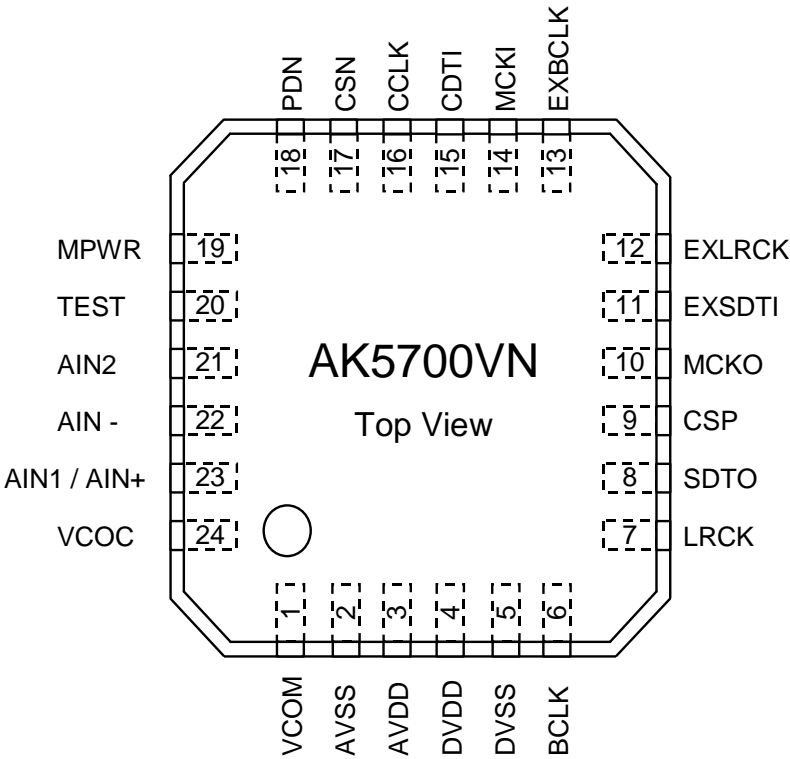 PDN
CSN
CCLK
CDTI
MCKI
EXBCLK
18
17
16
15
14
13
MPWR 19
12 EXLRCK
TEST 20
11 EXSDTI
AIN2 21
AK5700VN
10 MCKO
AIN - 22
Top View
9 CSP
AIN1 / AIN+ 23
8 SDTO
VCOC 24
7 LRCK
1
2
3
4
5
6
VCOM
AVSS
AVDD
DVDD
DVSS
BCLK